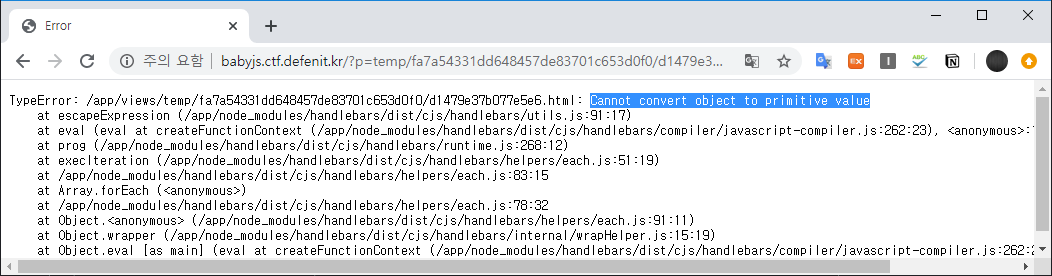 Error
주의 요함
babyjs.ctf.defenit.kr/?p=temp/fa7a54331dd648457de83701c653d0f0/d1479e3...
EX
ABC
TypeError: /app/views/temp/fa7a54331dd648457de83701c653d0f0/d1479e37b077e5e6.html: Cannot convert object to primitive value
at escapeExpression (/app/node_modules/handlebars/dist/cjs/handlebars/utils.js:91:17)
at eval (eval at createFunctionContext (/app/node_modules/handlebars/dist/cjs/handlebars/compiler/javascript-compiler.js:262:23), <anonymous>:
at prog (/app/node_modules/handlebars/dist/cjs/handlebars/runtime.js:268:12)
at execIteration (/app/node_modules/handlebars/dist/cjs/handlebars/helpers/each.js:51:19)
at /app/node_modules/handlebars/dist/cjs/handlebars/helpers/each.js:83:15
at Array.forEach (<anonymous>)
at /app/node_modules/handlebars/dist/cjs/handlebars/helpers/each.js:78:32
at Object.<anonymous> (/app/node_modules/handlebars/dist/cjs/handlebars/helpers/each.js:91:11)
at Object.wrapper (/app/node_modules/handlebars/dist/cjs/handlebars/internal/wrapHelper.js:15:19)
at Object.eval [as main] (eval at createFunctionContext (/app/node_modules/handlebars/dist/cjs/handlebars/compiler/javascript-compiler.js:262:2